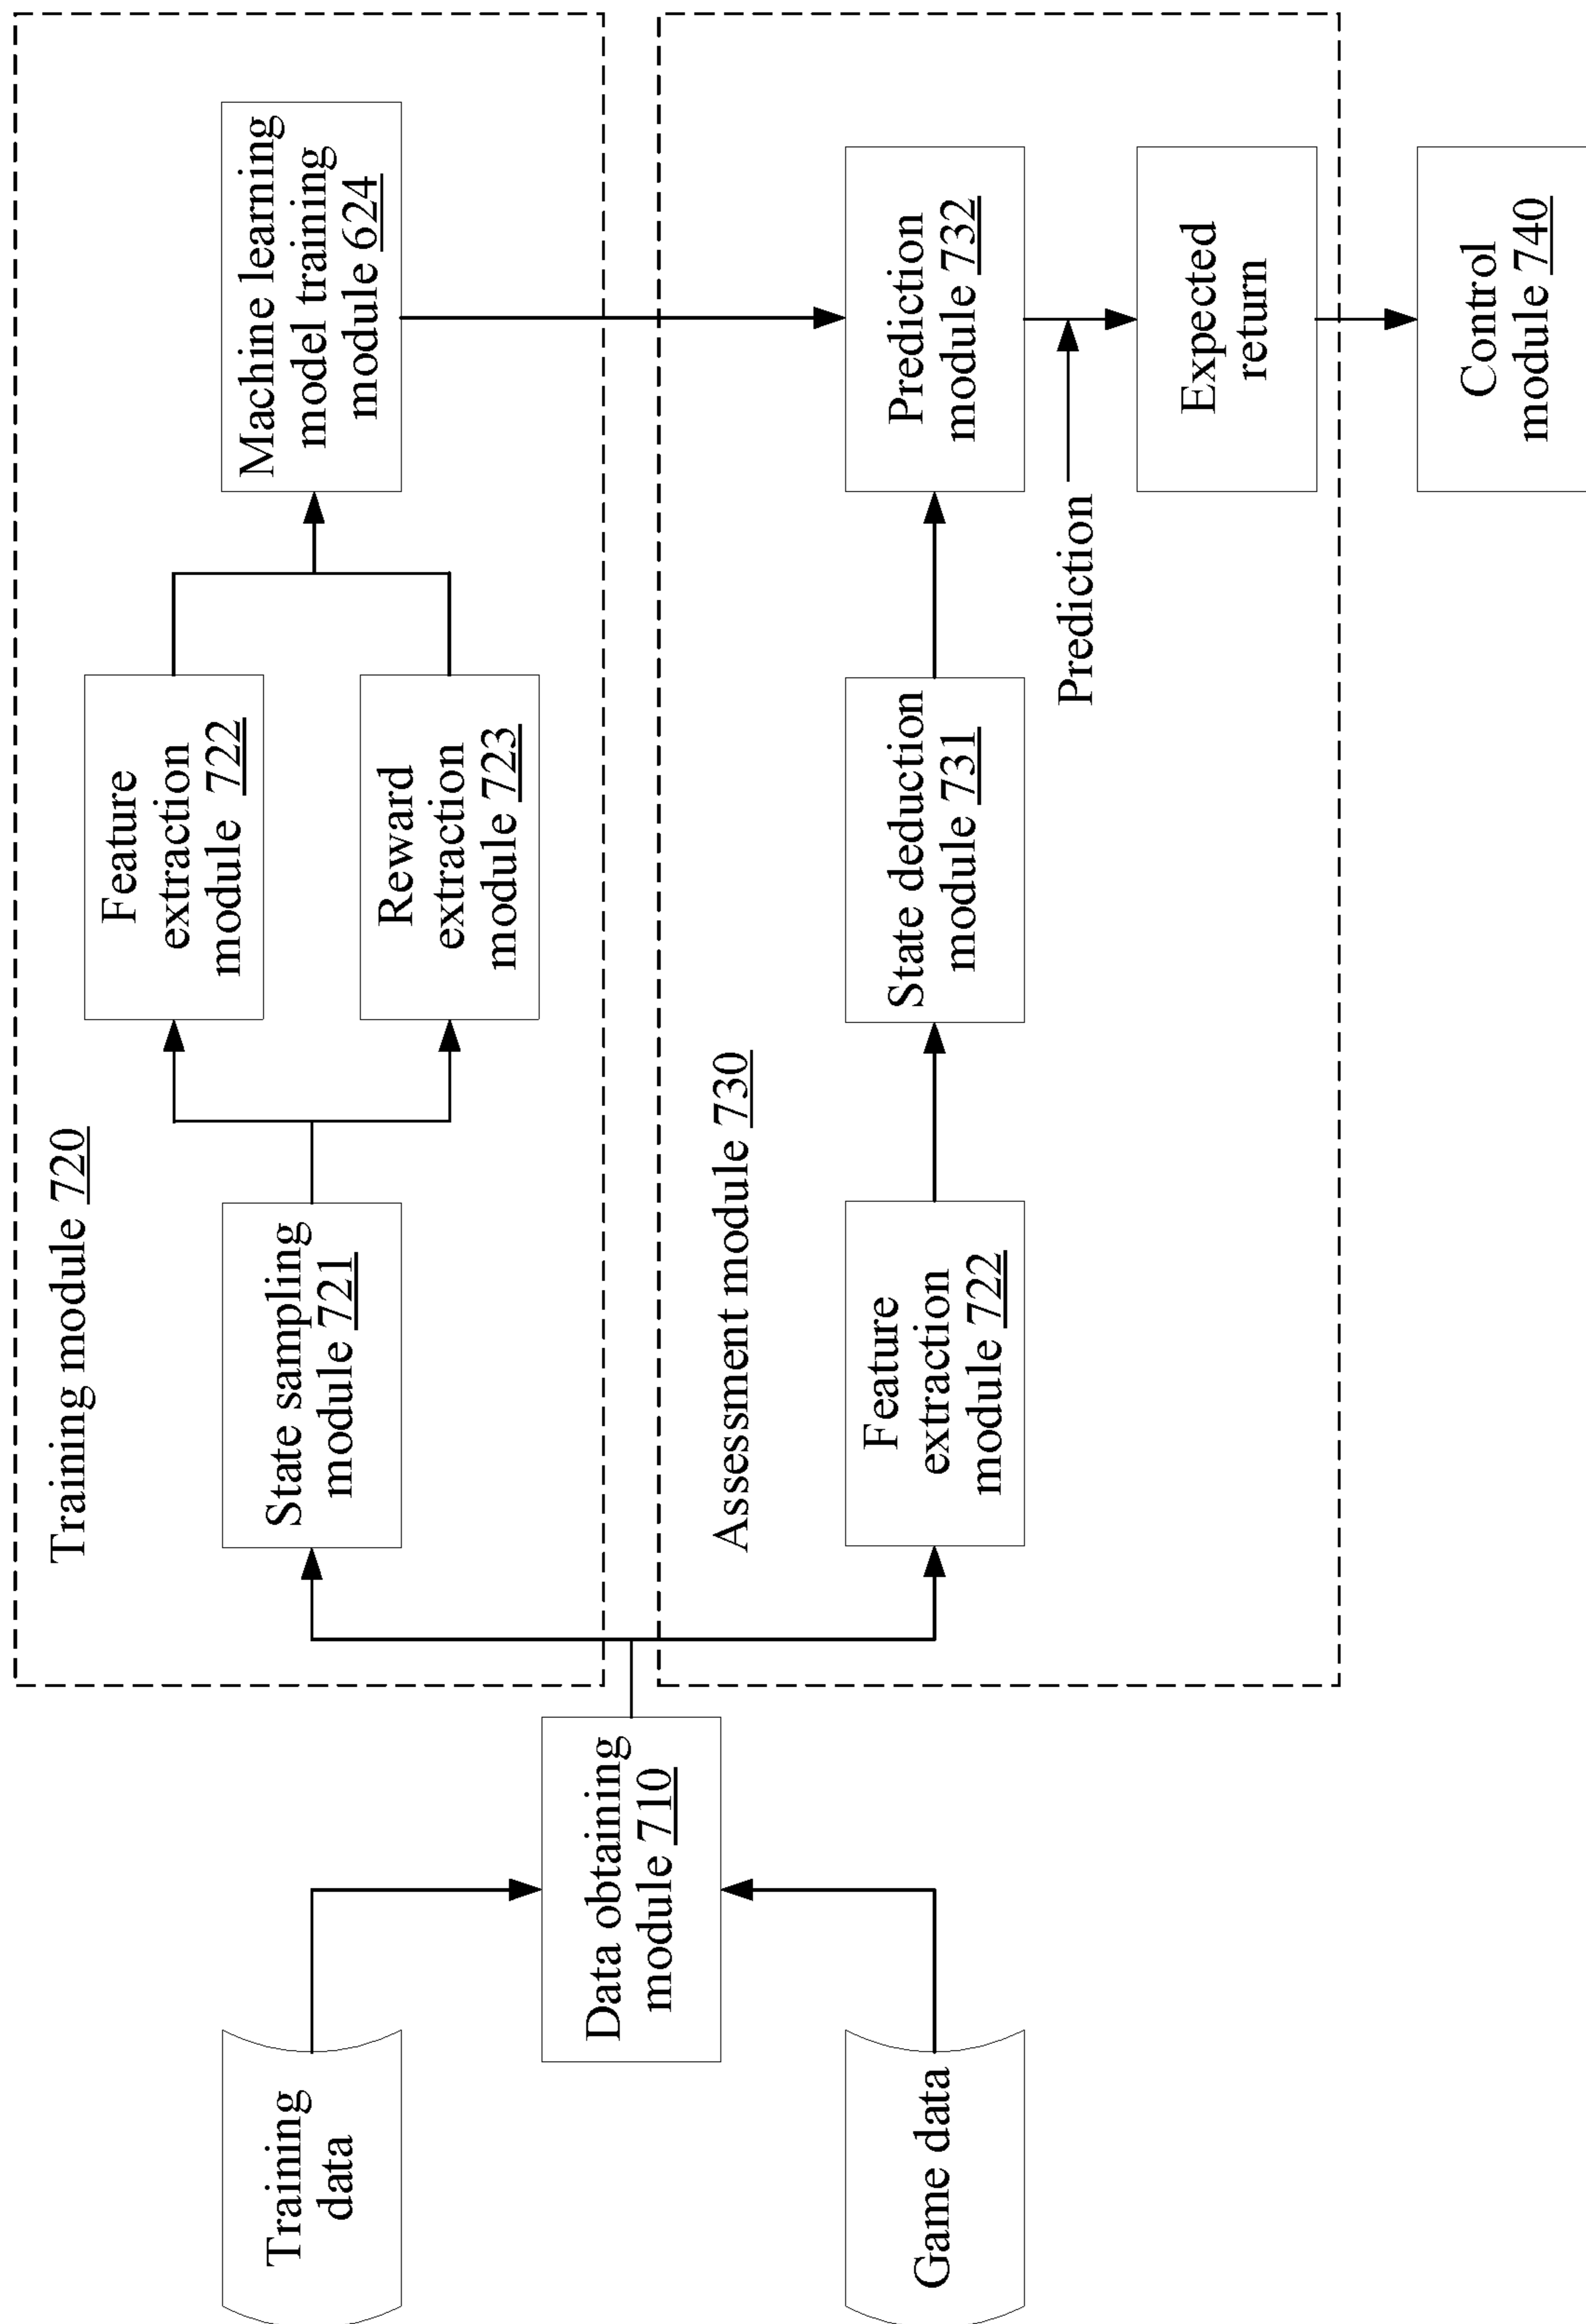 Training
data
Game data
Data obtaining
module 710
Training module 720
State sampling
module 721
Feature
extraction
module 722
Reward
extraction
module 723
Machine learning
model training
module 624
Assessment module 730
Feature
extraction
module 722
State deduction
module 731
Prediction
module 732
Prediction
Expected
return
Control
module 740